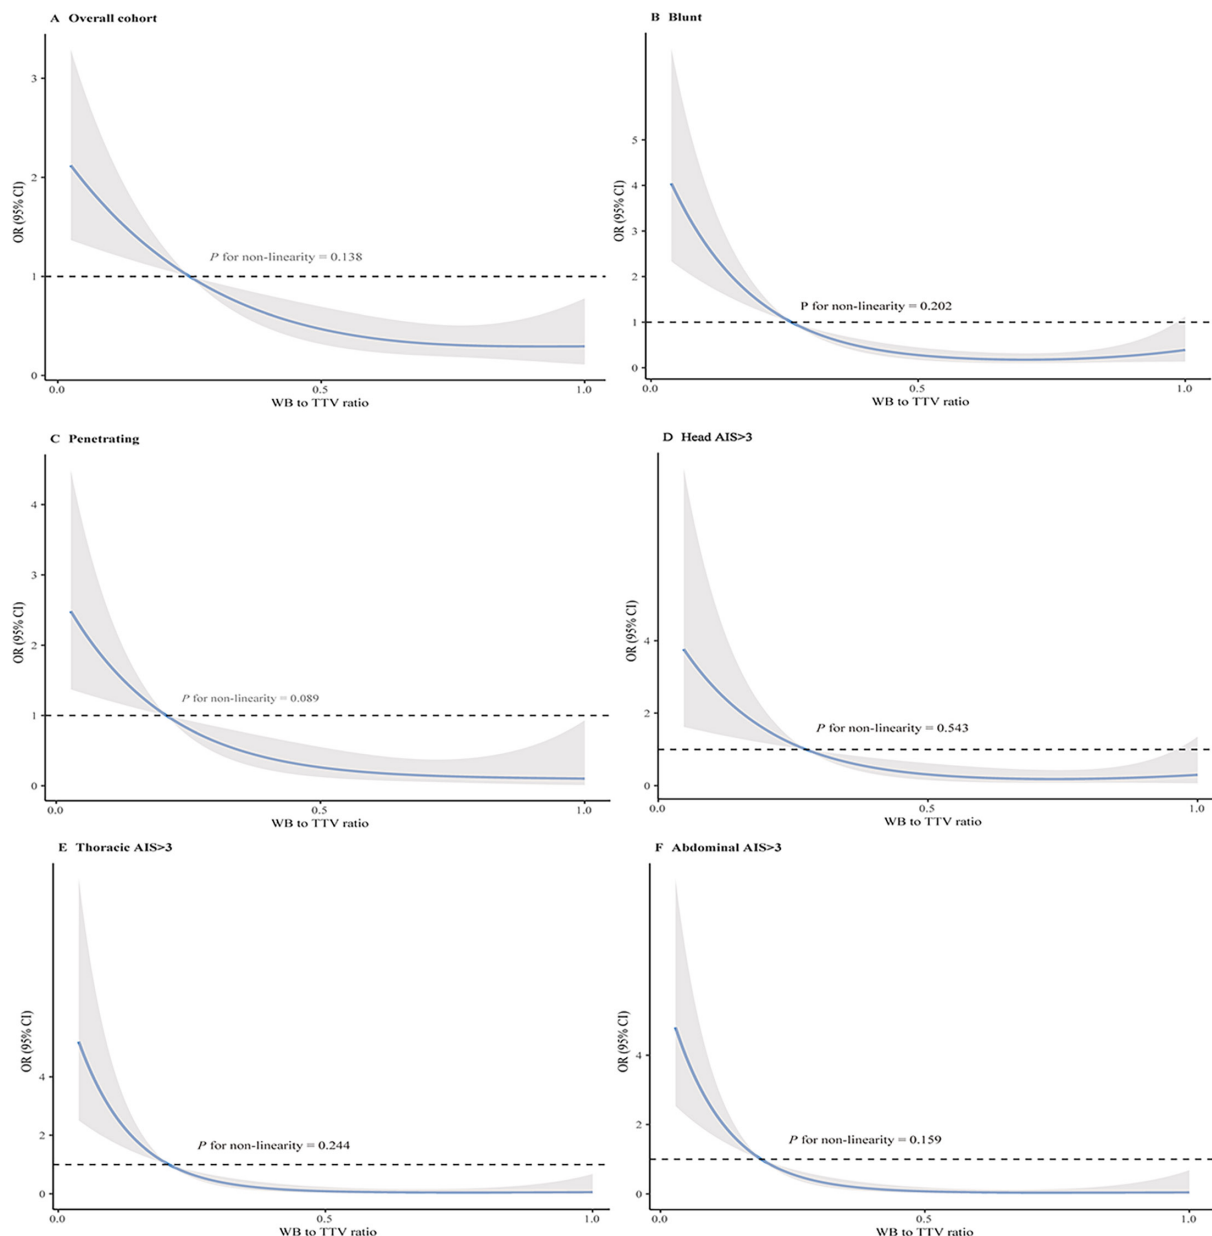 A Overall cohort
3
2
1
0
OR (95% CI)
P for non-linearity = 0.138
0.0 0.5 1.0
WB to TTV ratio
B Blunt
5
4
3
2
1
0
OR (95% CI)
P for non-linearity = 0.202
0.0 0.5 1.0
WB to TTV ratio
C Penetrating
4
3
2
1
0
OR (95% CI)
P for non-linearity = 0.089
0.0 0.5 1.0
WB to TTV ratio
D Head AIS>3
4
2
0
OR (95% CI)
P for non-linearity = 0.543
0.0 0.5 1.0
WB to TTV ratio
E Thoracic AIS>3
4
2
0
OR (95% CI)
P for non-linearity = 0.244
0.0 0.5 1.0
WB to TTV ratio
F Abdominal AIS>3
4
2
0
OR (95% CI)
P for non-linearity = 0.159
0.0 0.5 1.0
WB to TTV ratio